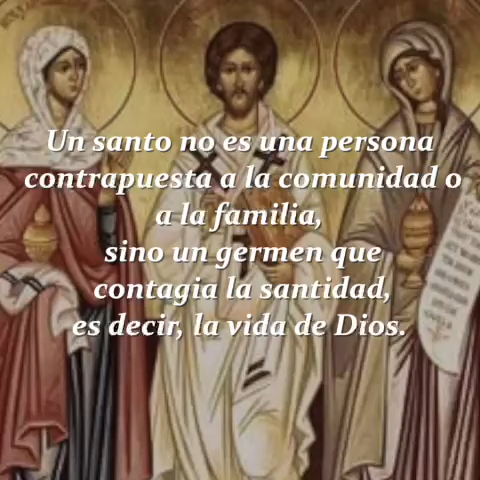 Un santo no es una persona
contrapuesta a la comunidad o
a la familia,
sino un germen que
contagia la santidad,
es decir, la vida de Dios.